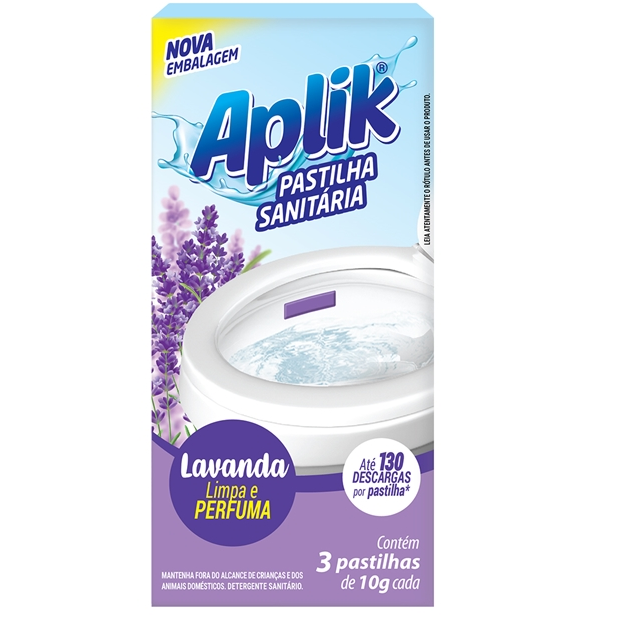 NOVA
EMBALAGEM
Aplik®
PASTILHA
SANITÁRIA
LEIA ATENTAMENTE O RÓTULO ANTES DE USAR O PRODUTO.
Lavanda
Limpa e
PERFUMA
Até 130
DESCARGAS
por pastilha*
Contém
3 pastilhas
de 10g cada
MANTENHA FORA DO ALCANCE DE CRIANÇAS E DOS
ANIMAIS DOMÉSTICOS. DETERGENTE SANITÁRIO.